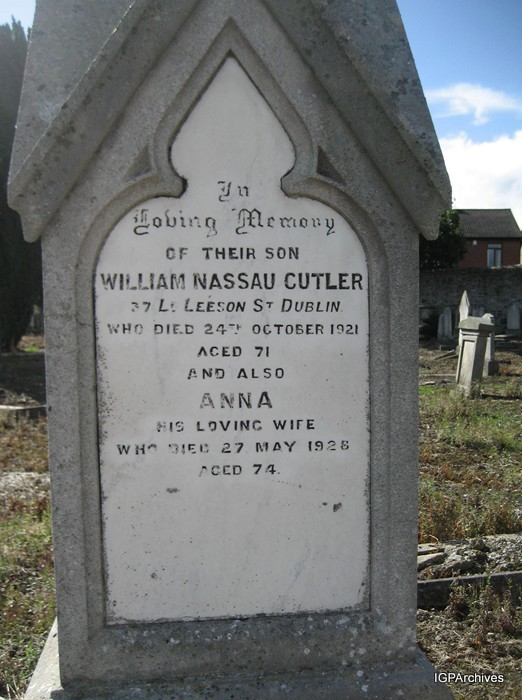 In
Loving Memory
OF THEIR SON
WILLIAM NASSAU CUTLER
37 LR LEESON ST DUBLIN.
WHO DIED 24TH OCTOBER 1921
AGED 71
AND ALSO
ANNA
HIS LOVING WIFE
WHO DIED 27 MAY 1928
AGED 74.
IGPArchives